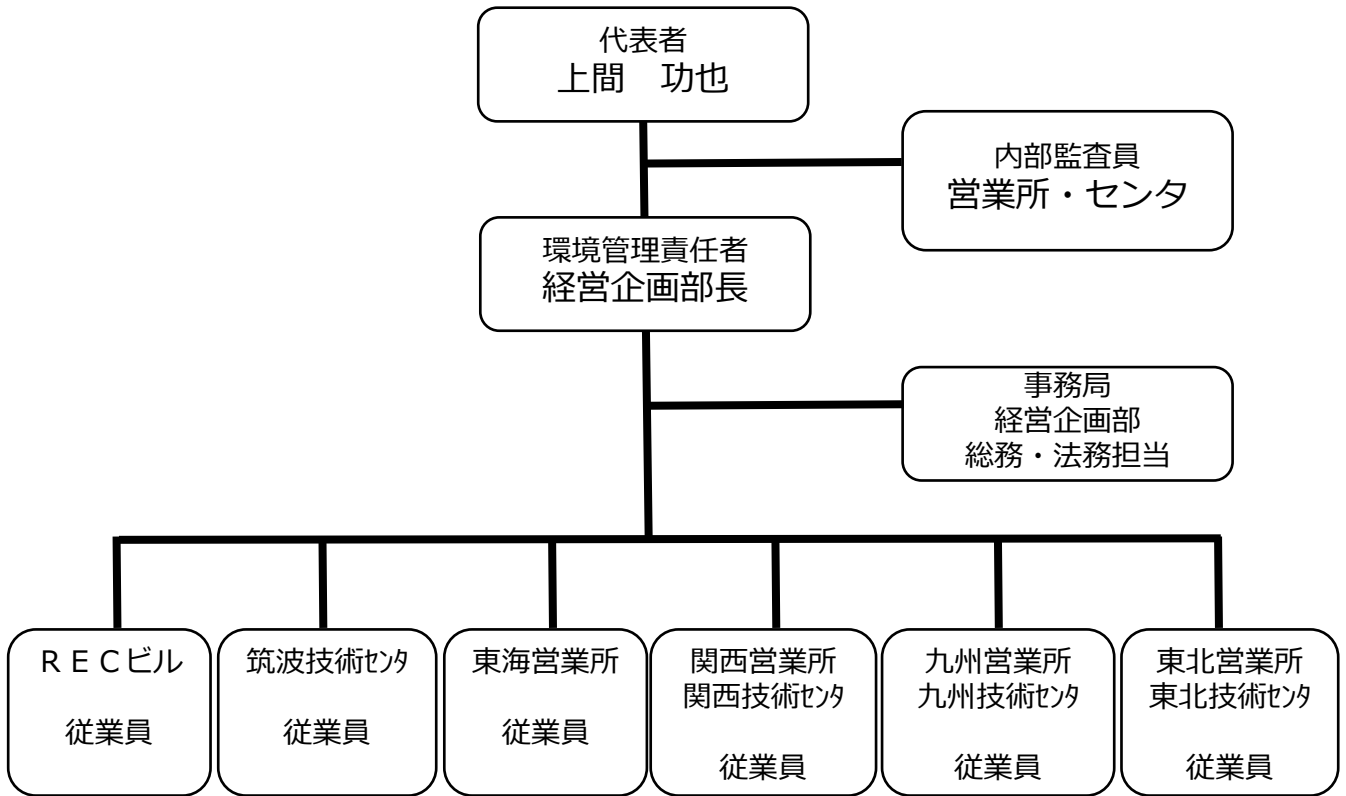 代表者
上間　功也
内部監査員
営業所・センタ
環境管理責任者
経営企画部長
事務局
経営企画部
総務・法務担当
ＲＥＣビル
従業員
筑波技術ｾﾝﾀ
従業員
東海営業所
従業員
関西営業所
関西技術ｾﾝﾀ
従業員
九州営業所
九州技術ｾﾝﾀ
従業員
東北営業所
東北技術ｾﾝﾀ
従業員